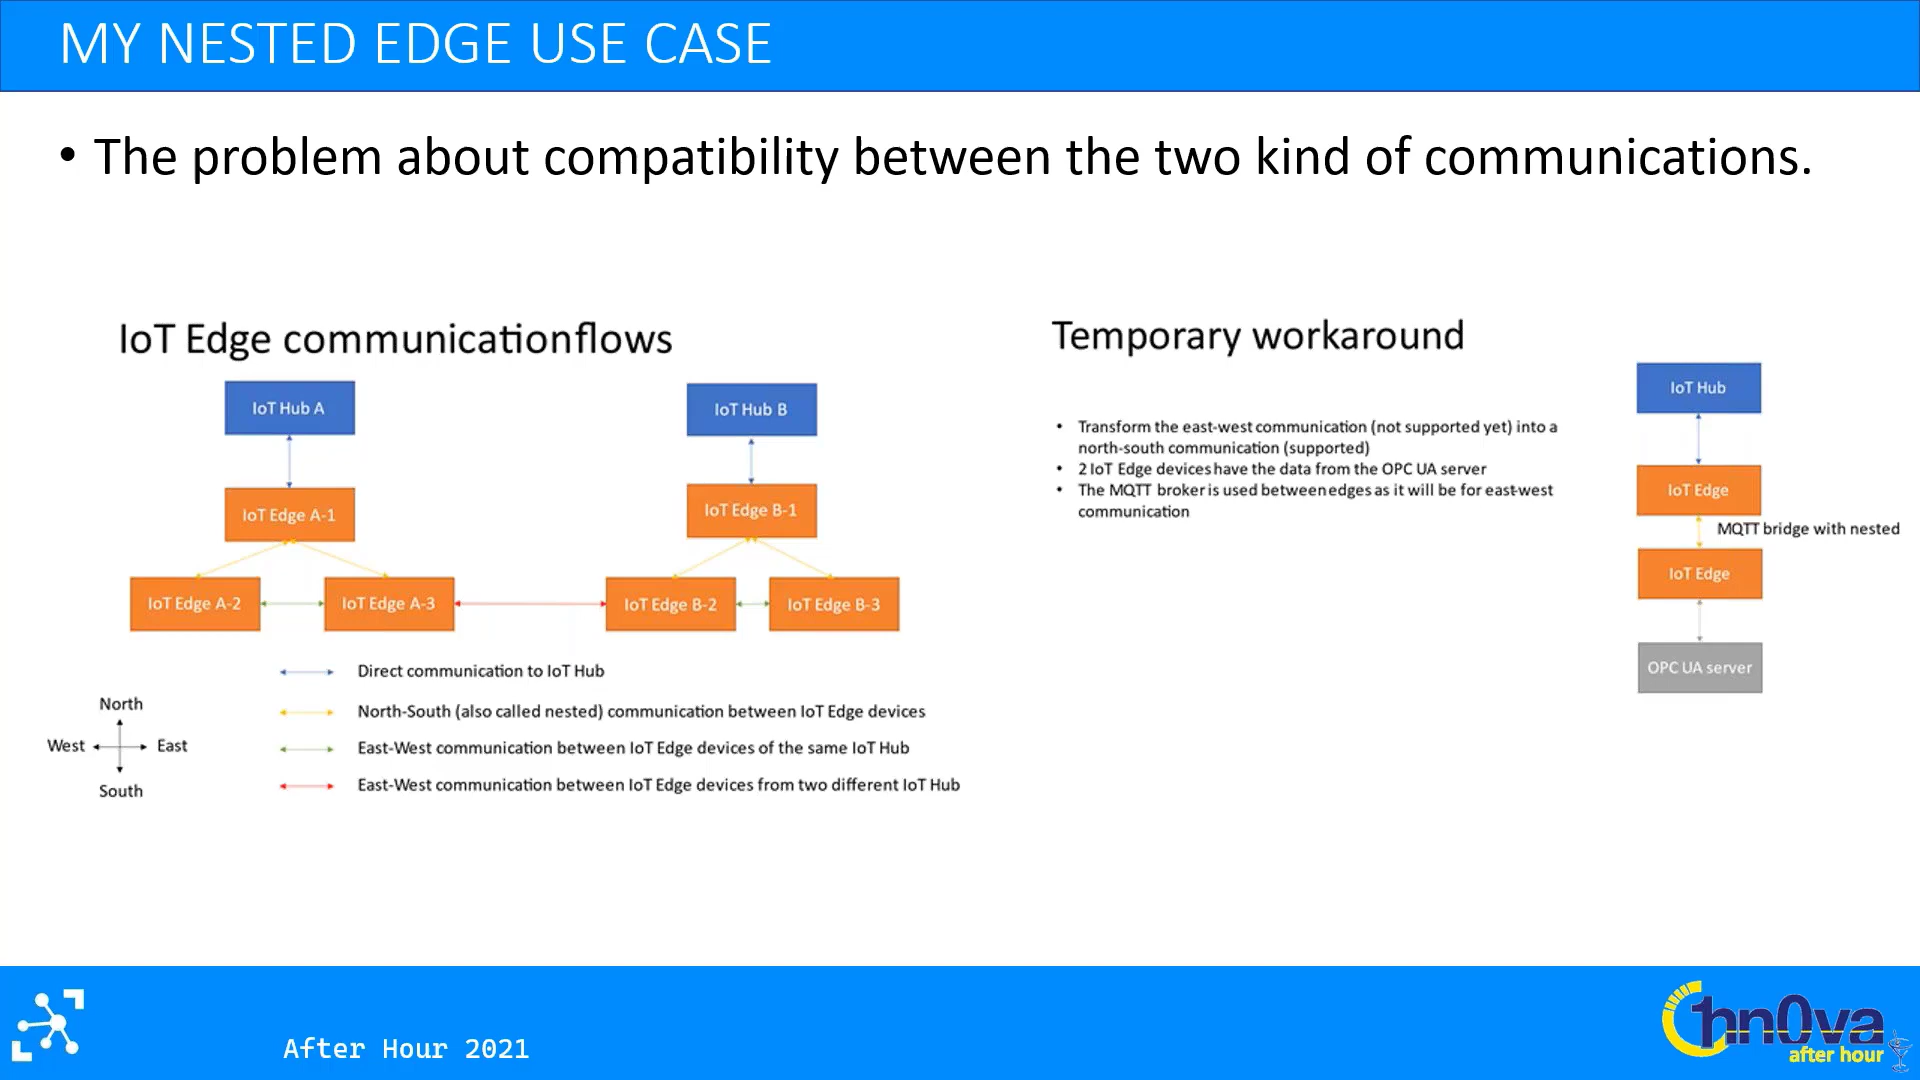 MY NESTED EDGE USE CASE
• The problem about compatibility between the two kind of communications.
IoT Edge communicationflows
IoT Hub A
IoT Hub B
IoT Edge A-1
IoT Edge B-1
IoT Edge A-2
IoT Edge A-3
IoT Edge B-2
IoT Edge B-3
Direct communication to IoT Hub
North-South (also called nested) communication between IoT Edge devices
East-West communication between IoT Edge devices of the same IoT Hub
East-West communication between IoT Edge devices from two different IoT Hub
North
West
East
South
Temporary workaround
• Transform the east-west communication (not supported yet) into a
north-south communication (supported)
• 2 IoT Edge devices have the data from the OPC UA server
• The MQTT broker is used between edges as it will be for east-west
communication
IoT Hub
IoT Edge
MQTT bridge with nested
IoT Edge
OPC UA server
After Hour 2021
1nn0va
after hour